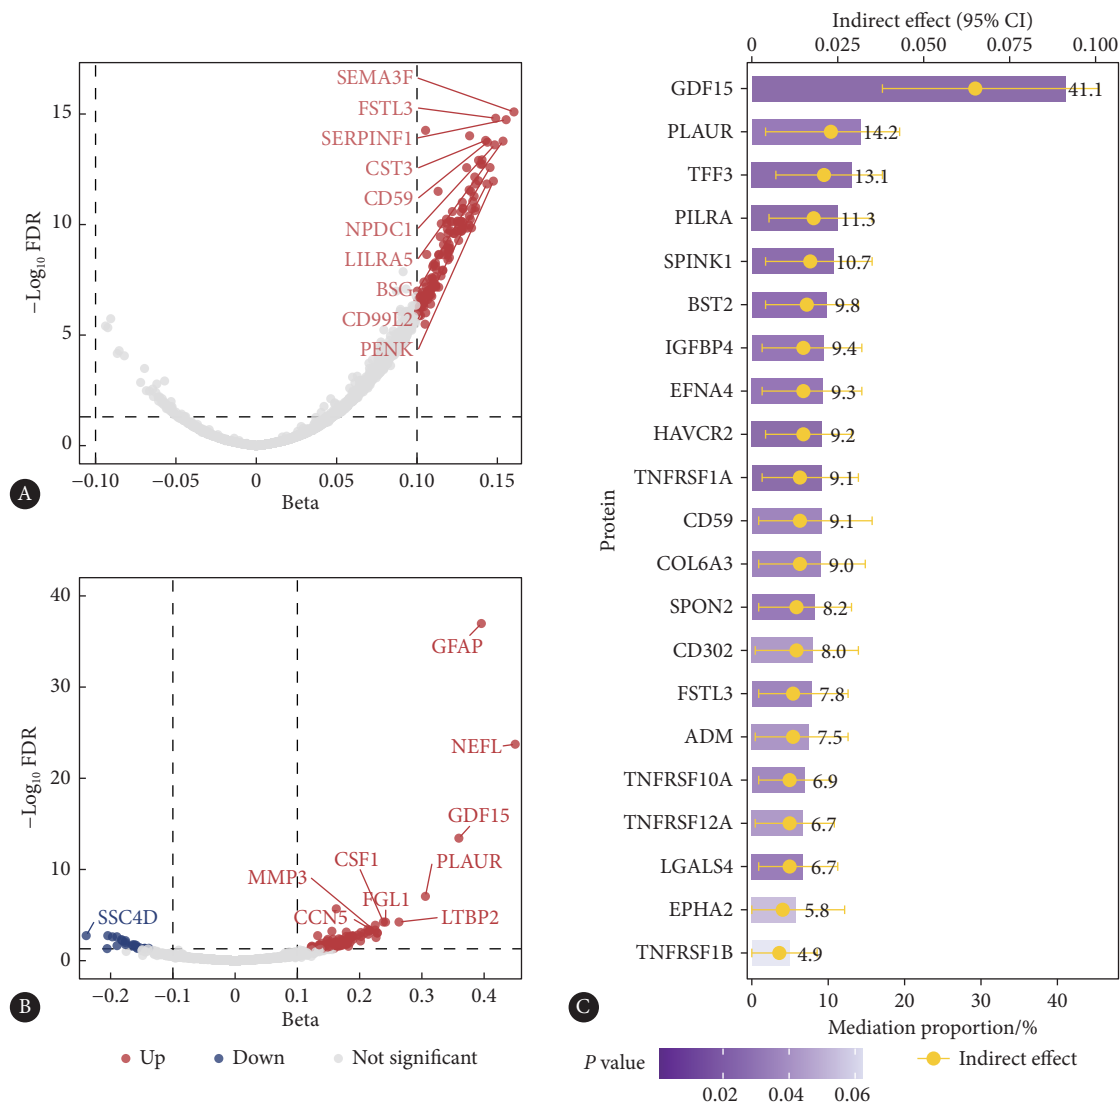 SEMA3F
FSTL3
SERPINF1
CST3
CD59
NPDC1
LILRA5
BSG
CD99L2
PENK
15
10
5
0
−Log₁₀ FDR
−0.10
−0.05
0
0.05
0.10
0.15
Beta
A
GFAP
NEFL
GDF15
PLAUR
CSF1
MMP3
FGL1
CCN5
LTBP2
SSC4D
40
30
20
10
0
−Log₁₀ FDR
−0.2
−0.1
0
0.1
0.2
0.3
0.4
Beta
B
Up
Down
Not significant
Indirect effect (95% CI)
0
0.025
0.050
0.075
0.100
GDF15 41.1
PLAUR 14.2
TFF3 13.1
PILRA 11.3
SPINK1 10.7
BST2 9.8
IGFBP4 9.4
EFNA4 9.3
HAVCR2 9.2
TNFRSF1A 9.1
CD59 9.1
COL6A3 9.0
SPON2 8.2
CD302 8.0
FSTL3 7.8
ADM 7.5
TNFRSF10A 6.9
TNFRSF12A 6.7
LGALS4 6.7
EPHA2 5.8
TNFRSF1B 4.9
Protein
0
10
20
30
40
Mediation proportion/%
C
P value
0.02
0.04
0.06
Indirect effect